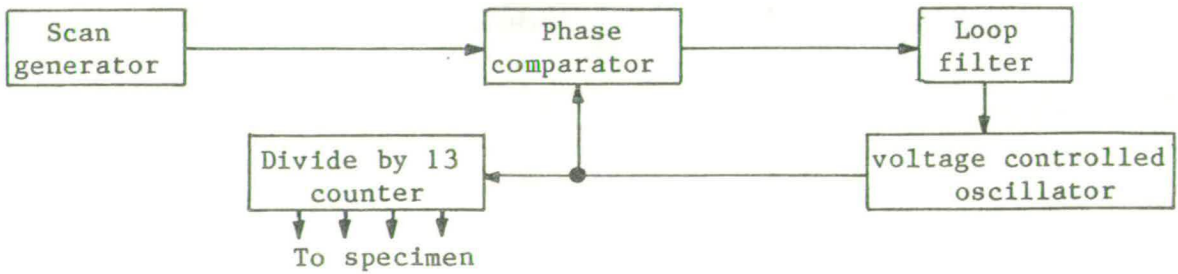 Scan
generator
Phase
comparator
Loop
filter
Divide by 13
counter
voltage controlled
oscillator
To specimen